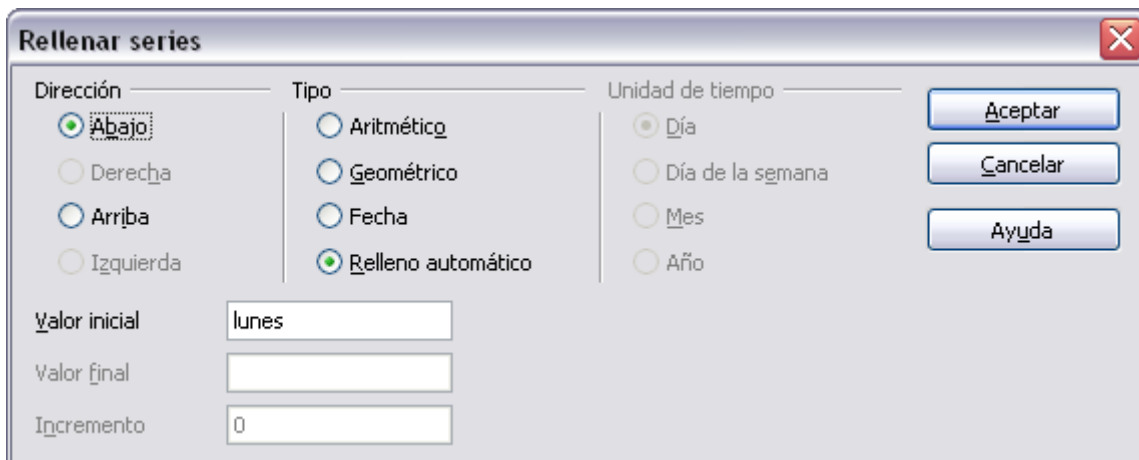 Rellenar series
Dirección
Abajo
Derecha
Arriba
Izquierda
Tipo
Aritmético
Geométrico
Fecha
Relleno automático
Unidad de tiempo
Día
Día de la semana
Mes
Año
Aceptar
Cancelar
Ayuda
Valor inicial
lunes
Valor final
Incremento
0